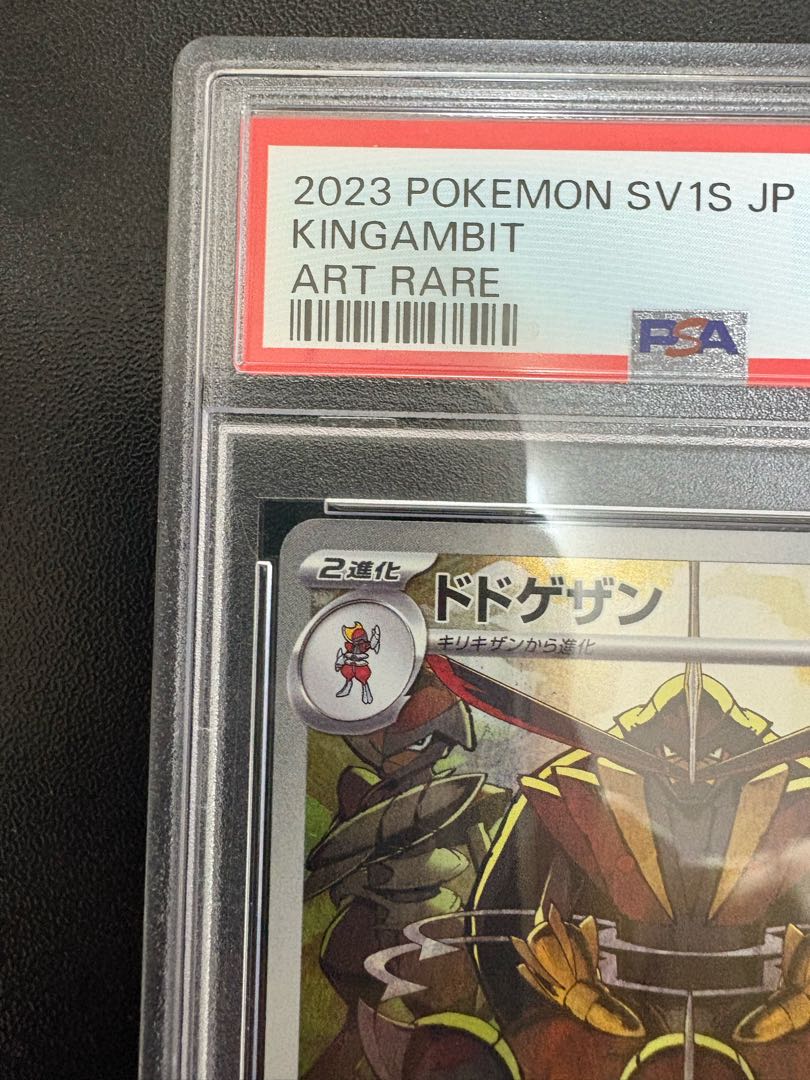 2023 POKEMON SV1S JP
KINGAMBIT
ART RARE
PSA
2進化
ドドゲザン
キリキザンから進化